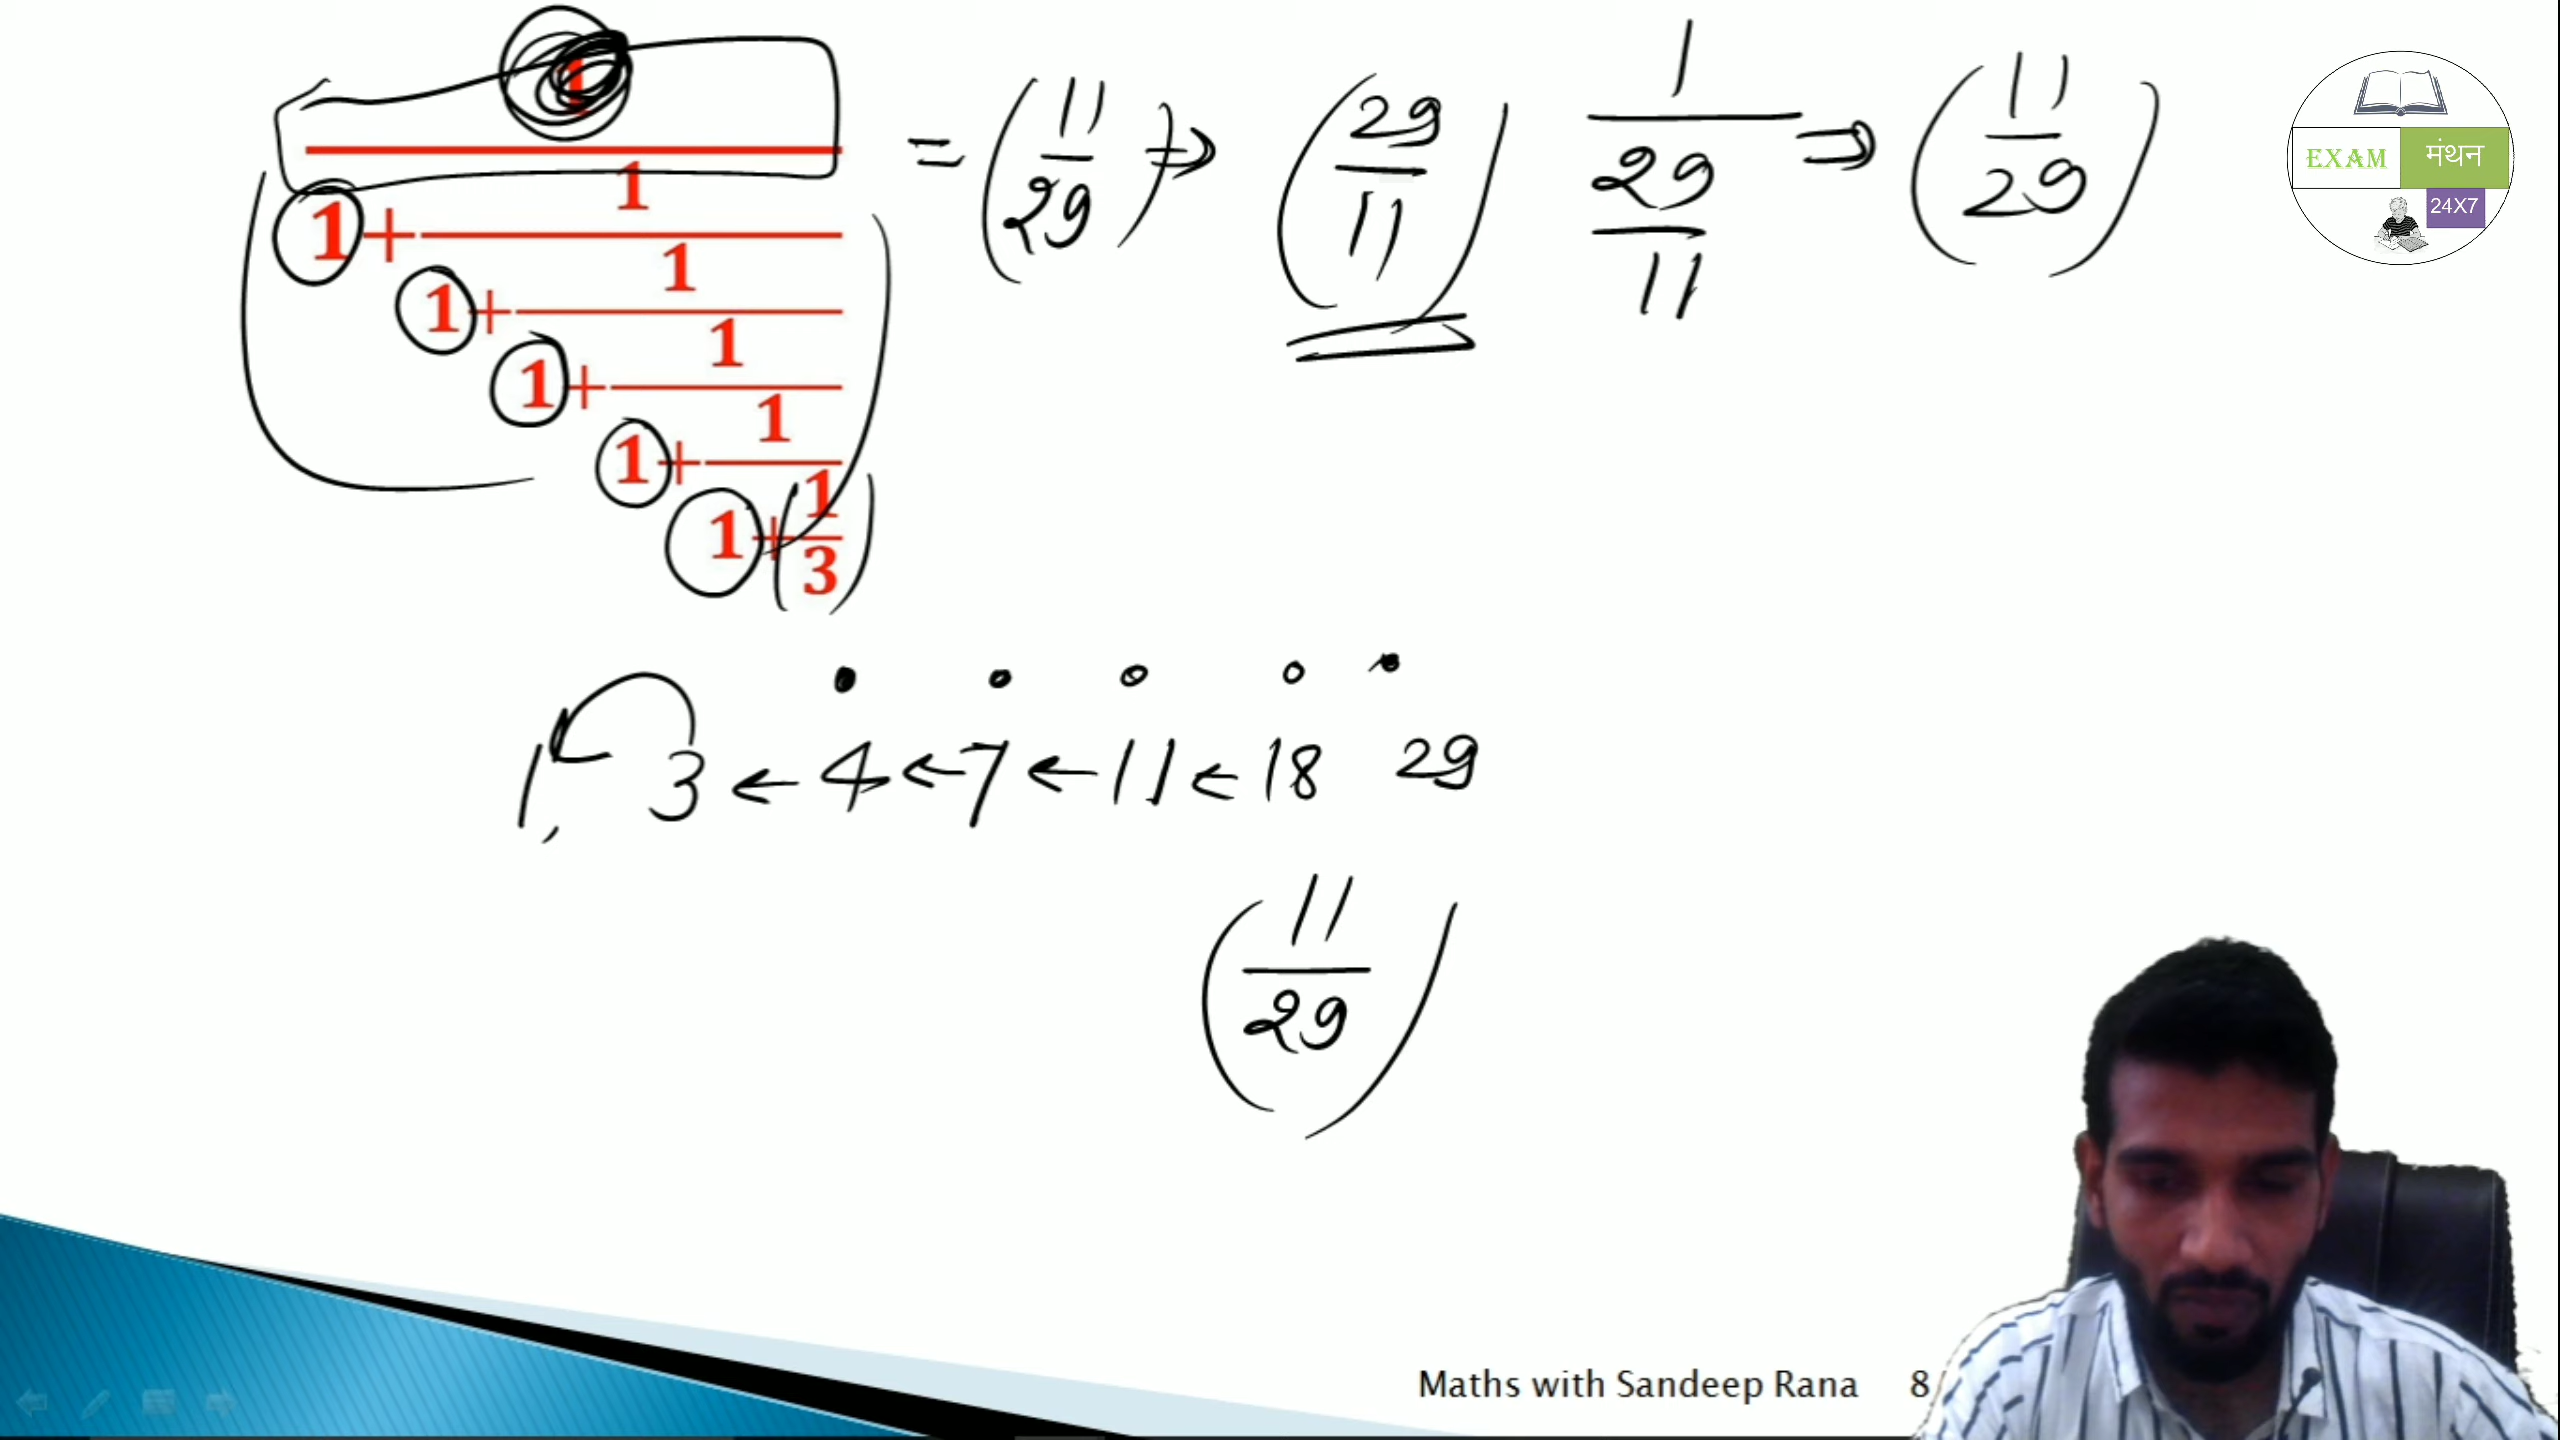 1
1 + 1
1 + 1
1 + 1
1 + 1
1 + 1
3
= (11/29) ⇒ (29/11)
1/(29/11) ⇒ (11/29)
EXAM मंथन
24X7
1, 3 ← 4 ← 7 ← 11 ← 18 29
(11/29)
Maths with Sandeep Rana 8